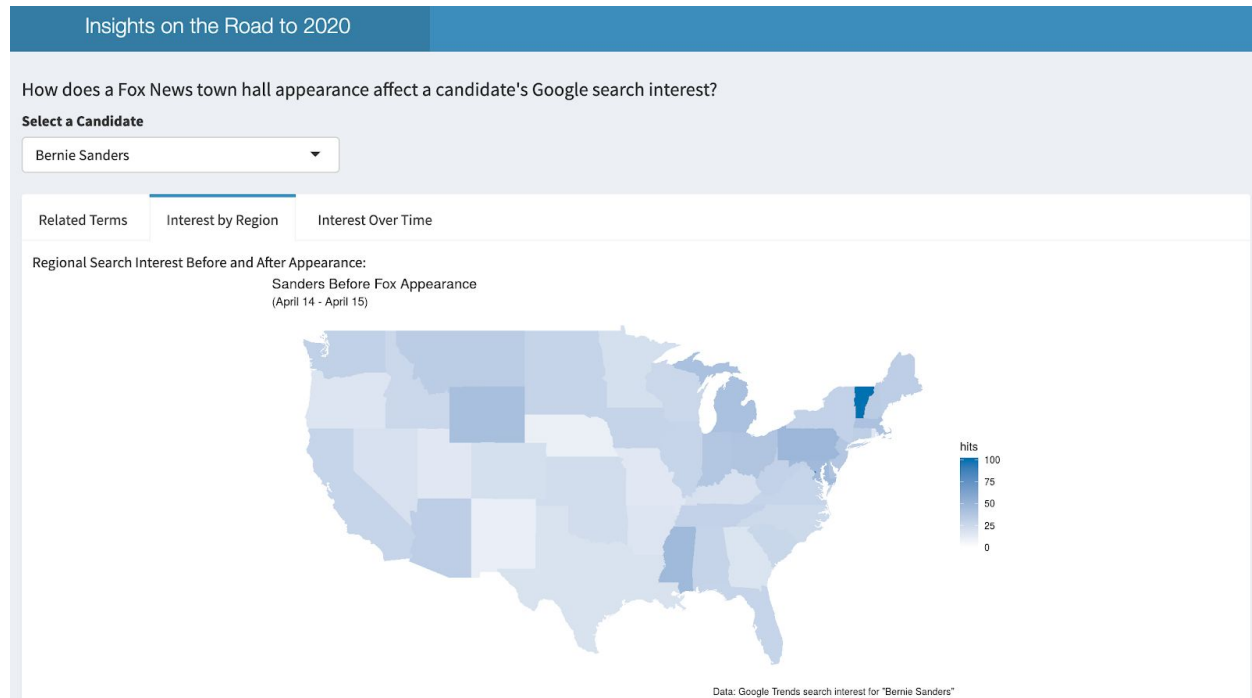 Insights on the Road to 2020
How does a Fox News town hall appearance affect a candidate's Google search interest?
Select a Candidate
Bernie Sanders
Related Terms
Interest by Region
Interest Over Time
Regional Search Interest Before and After Appearance:
Sanders Before Fox Appearance
(April 14 - April 15)
hits
100
75
50
25
0
Data: Google Trends search interest for "Bernie Sanders"